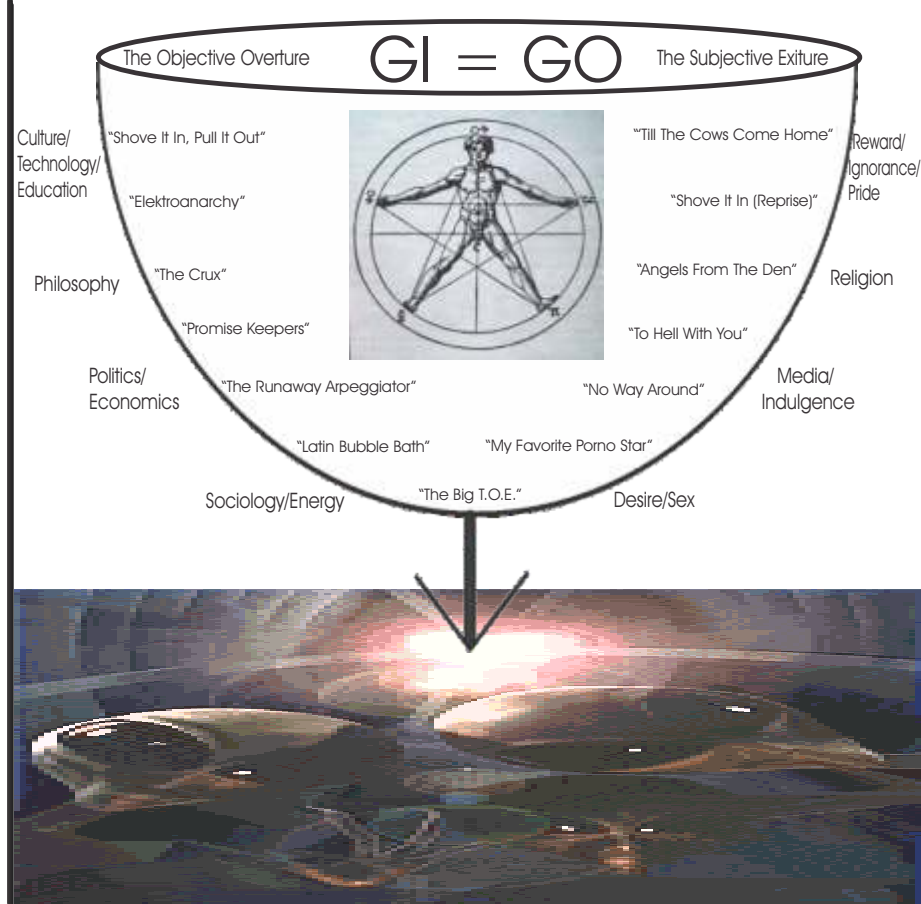 The Objective Overture GI = GO The Subjective Exiture
Culture/
Technology/
Education
"Shove It In, Pull It Out"
"Till The Cows Come Home"
Reward/
Ignorance/
Pride
"Elektroanarchy"
"Shove It In (Reprise)"
Philosophy
"The Crux"
"Angels From The Den"
Religion
"Promise Keepers"
"To Hell With You"
Politics/
Economics
"The Runaway Arpeggiator"
"No Way Around"
Media/
Indulgence
"Latin Bubble Bath"
"My Favorite Porno Star"
Sociology/Energy
"The Big T.O.E."
Desire/Sex